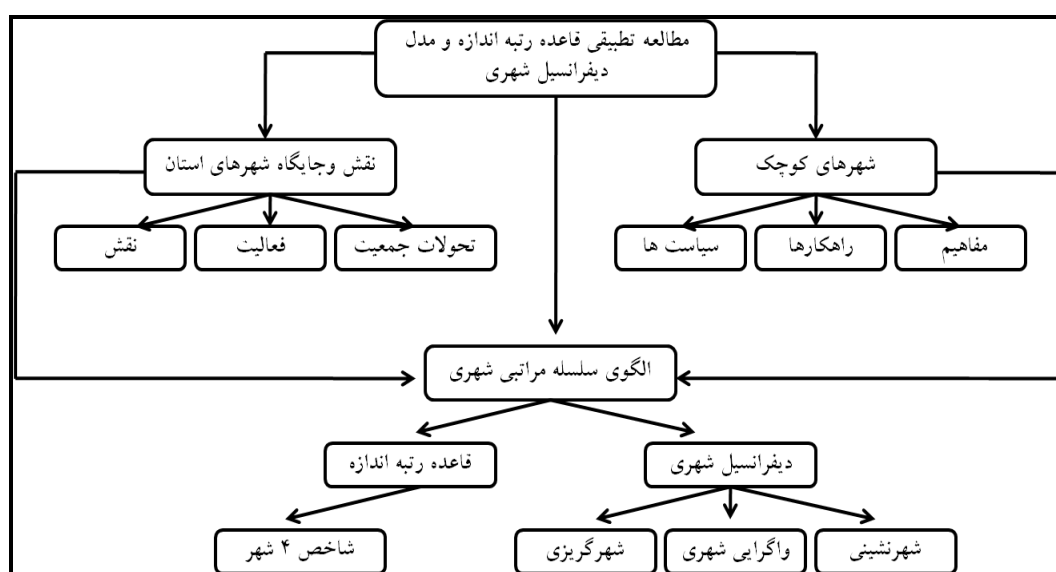 مطالعه تطبیقی قاعده رتبه اندازه و مدل
دیفرانسیل شهری
شهرهای کوچک
نقش وجایگاه شهرهای استان
مفاهیم
راهکارها
سیاست ها
تحولات جمعیت
فعالیت
نقش
الگوی سلسله مراتبی شهری
دیفرانسیل شهری
قاعده رتبه اندازه
شهرنشینی
واگرایی شهری
شهرگریزی
شاخص ۴ شهر